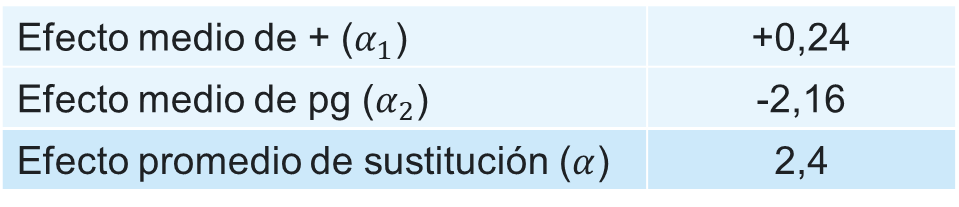 Efecto medio de + (α₁) +0,24
Efecto medio de pg (α₂) -2,16
Efecto promedio de sustitución (α) 2,4